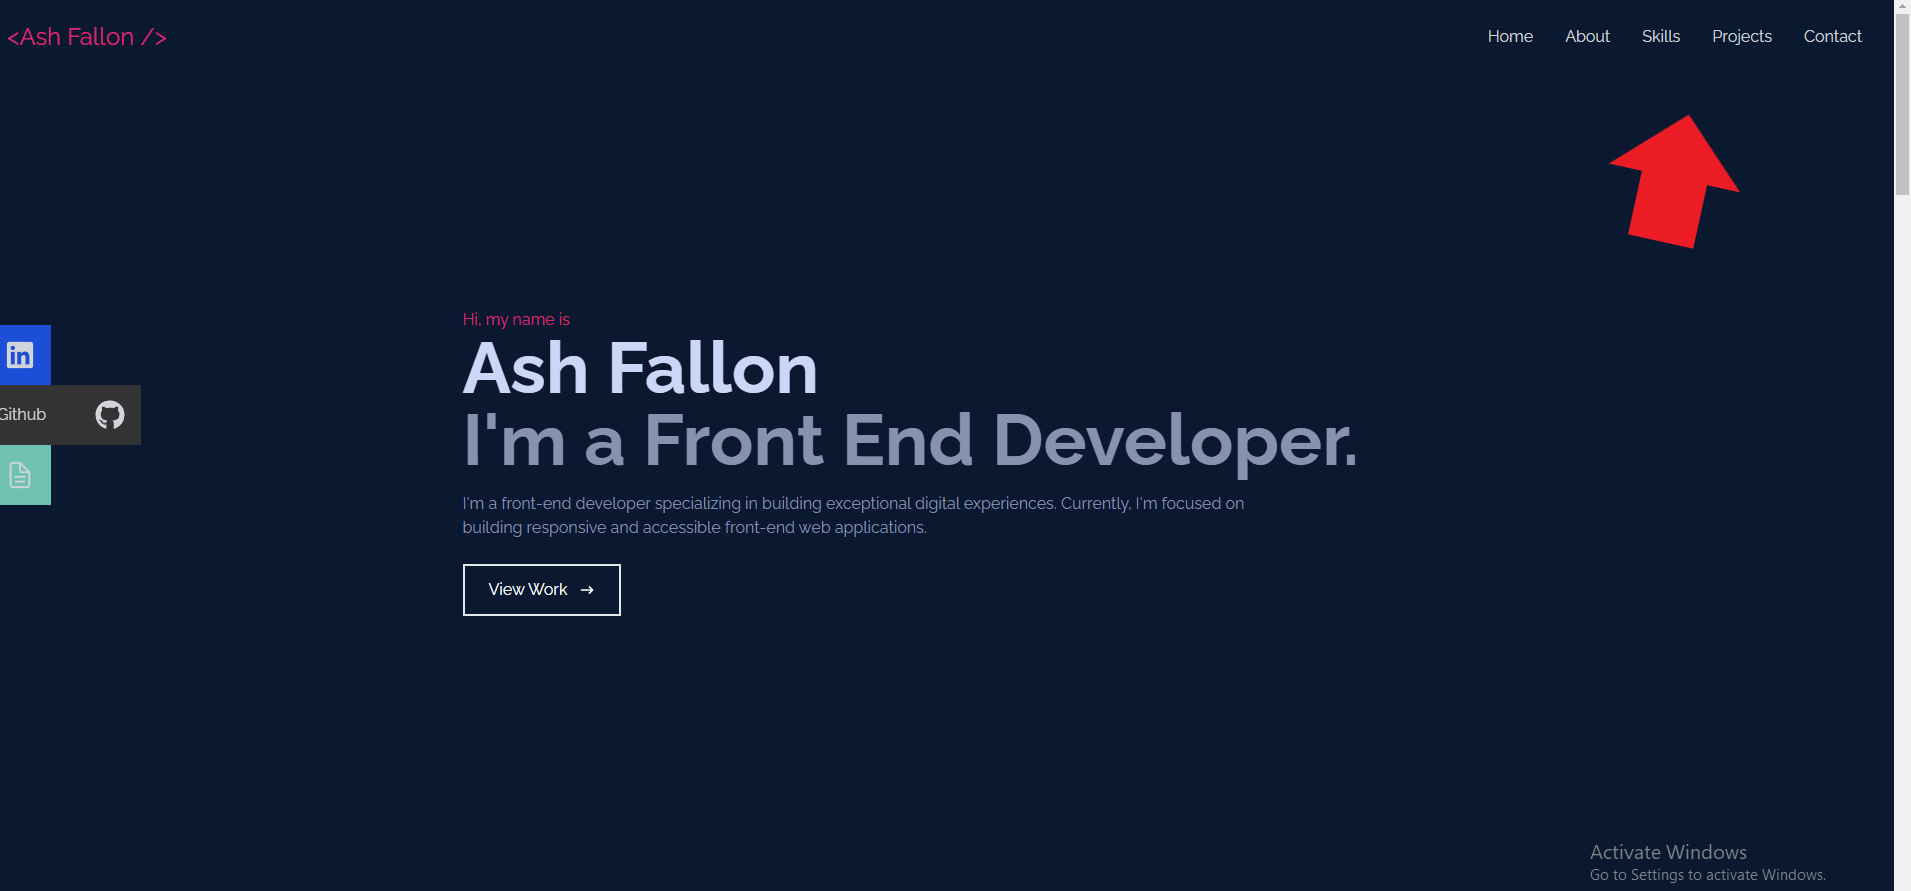 <Ash Fallon />
Home About Skills Projects Contact
Hi, my name is
Ash Fallon
I'm a Front End Developer.
I'm a front-end developer specializing in building exceptional digital experiences. Currently, I'm focused on
building responsive and accessible front-end web applications.
View Work →
in
Github
Activate Windows
Go to Settings to activate Windows.